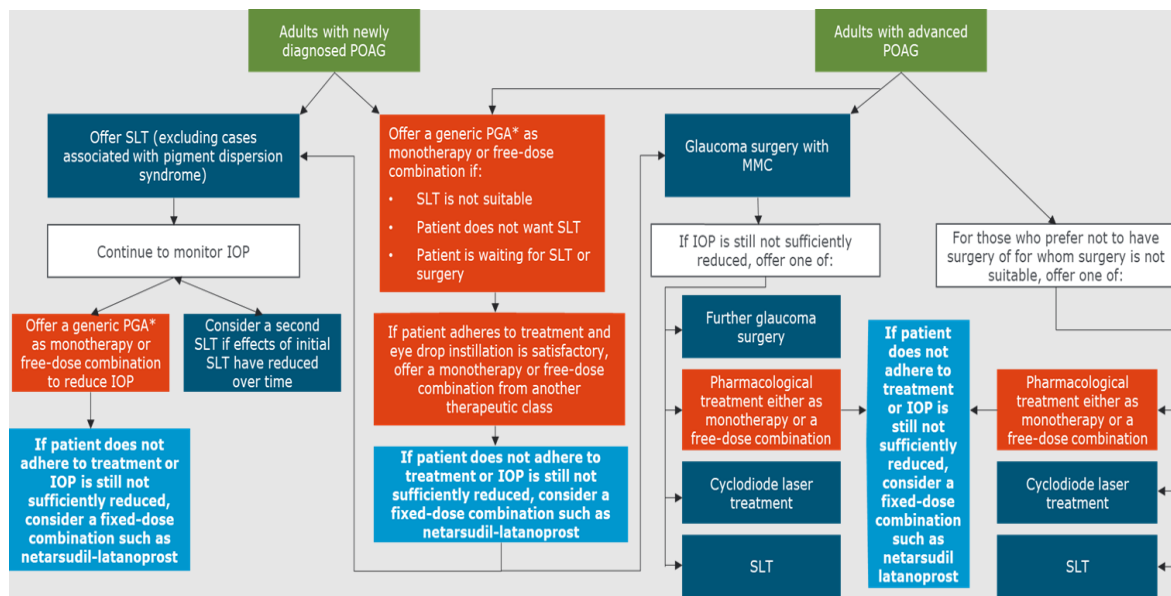 Adults with newly
diagnosed POAG
Adults with advanced
POAG
Offer SLT (excluding cases
associated with pigment dispersion
syndrome)
Offer a generic PGA* as
monotherapy or free-dose
combination if:
• SLT is not suitable
• Patient does not want SLT
• Patient is waiting for SLT or
surgery
Glaucoma surgery with
MMC
Continue to monitor IOP
If IOP is still not sufficiently
reduced, offer one of:
For those who prefer not to have
surgery of for whom surgery is not
suitable, offer one of:
Offer a generic PGA*
as monotherapy or
free-dose combination
to reduce IOP
Consider a second
SLT if effects of initial
SLT have reduced
over time
If patient adheres to treatment and
eye drop instillation is satisfactory,
offer a monotherapy or free-dose
combination from another
therapeutic class
Further glaucoma
surgery
If
patient
does not
adhere to
treatment
or IOP is
still not
sufficiently
reduced,
consider a
fixed-dose
combination
such as
netarsudil
latanoprost
Pharmacological
treatment either as
monotherapy or a
free-dose combination
Pharmacological
treatment either as
monotherapy or a
free-dose combination
If patient does not
adhere to treatment or
IOP is still not
sufficiently reduced,
consider a fixed-dose
combination such as
netarsudil-latanoprost
If patient does not adhere to
treatment or IOP is still not
sufficiently reduced, consider a
fixed-dose combination such as
netarsudil-latanoprost
Cyclodiode laser
treatment
Cyclodiode laser
treatment
SLT
SLT